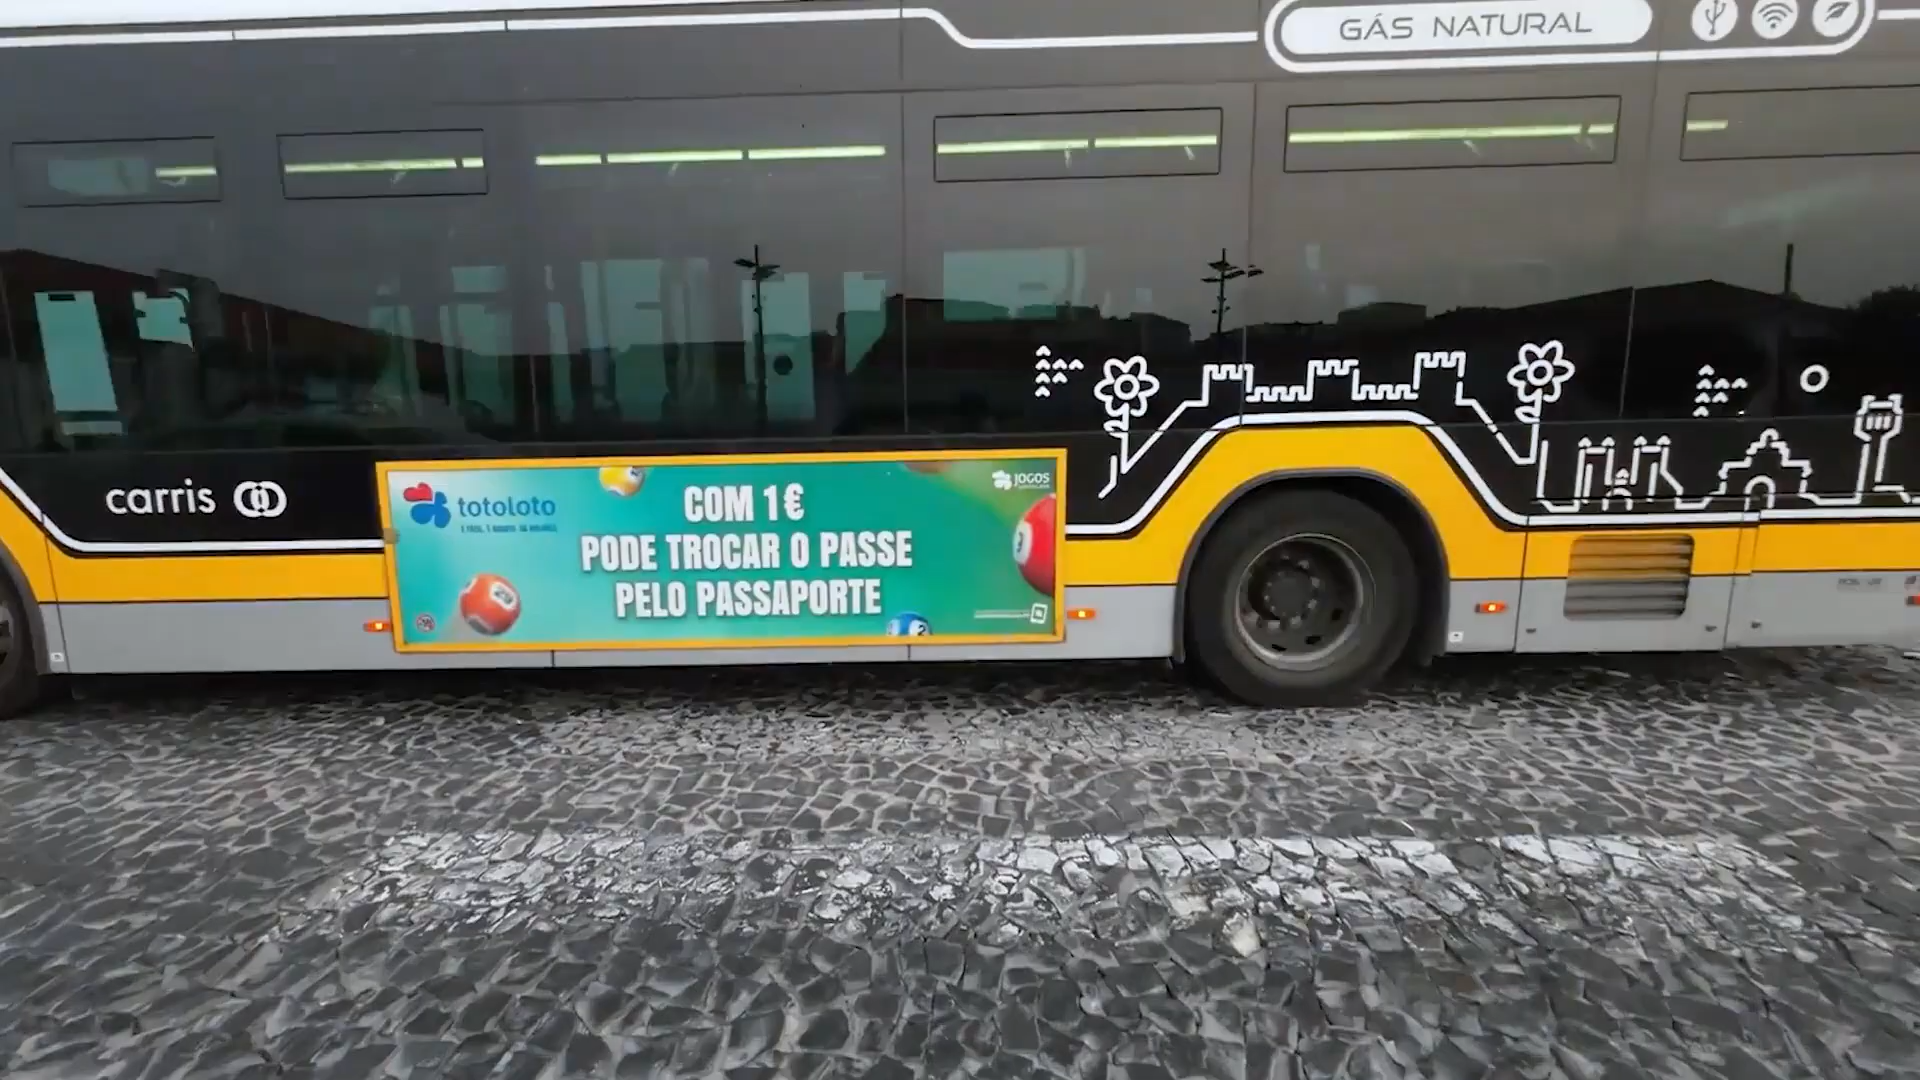 GÁS NATURAL
carris
totoloto
COM 1€
PODE TROCAR O PASSE
PELO PASSAPORTE
JOGOS